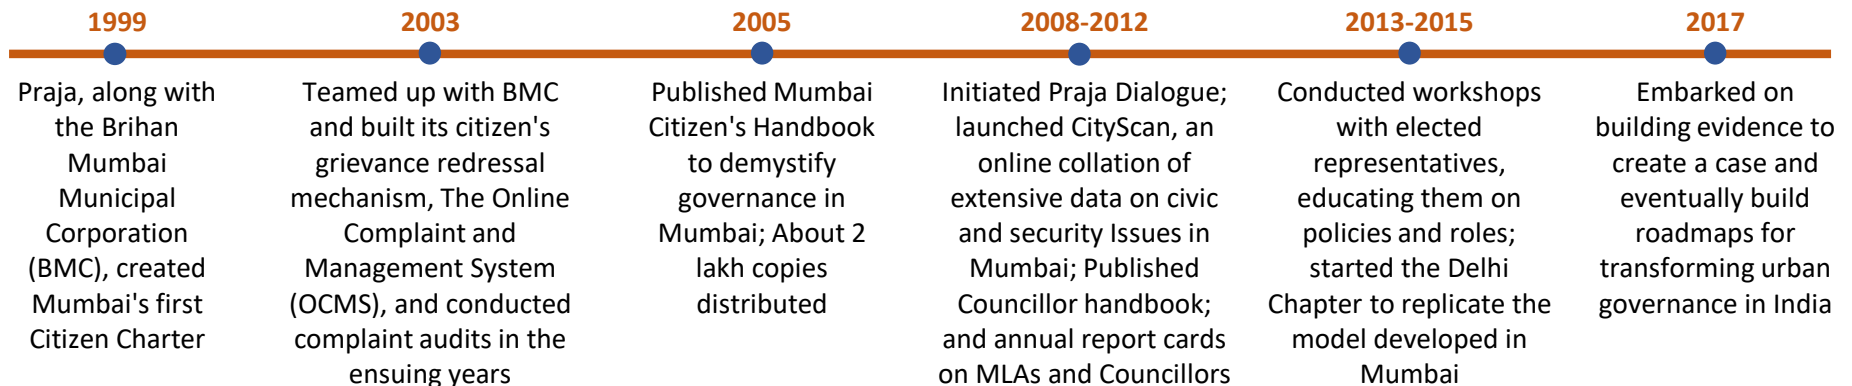 1999
Praja, along with
the Brihan
Mumbai
Municipal
Corporation
(BMC), created
Mumbai's first
Citizen Charter
2003
Teamed up with BMC
and built its citizen's
grievance redressal
mechanism, The Online
Complaint and
Management System
(OCMS), and conducted
complaint audits in the
ensuing years
2005
Published Mumbai
Citizen's Handbook
to demystify
governance in
Mumbai; About 2
lakh copies
distributed
2008-2012
Initiated Praja Dialogue;
launched CityScan, an
online collation of
extensive data on civic
and security Issues in
Mumbai; Published
Councillor handbook;
and annual report cards
on MLAs and Councillors
2013-2015
Conducted workshops
with elected
representatives,
educating them on
policies and roles;
started the Delhi
Chapter to replicate the
model developed in
Mumbai
2017
Embarked on
building evidence to
create a case and
eventually build
roadmaps for
transforming urban
governance in India